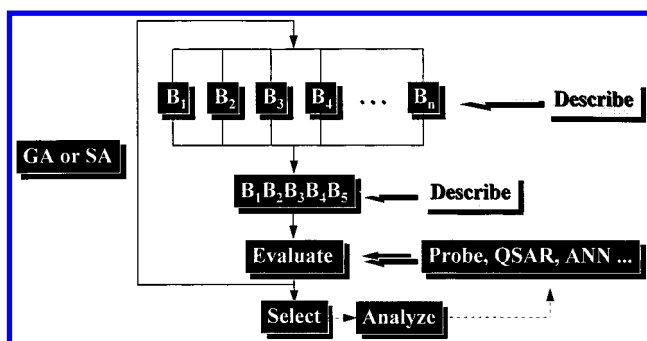 B1 B2 B3 B4 ... Bn Describe
GA or SA
B1B2B3B4B5 Describe
Evaluate Probe, QSAR, ANN ...
Select Analyze